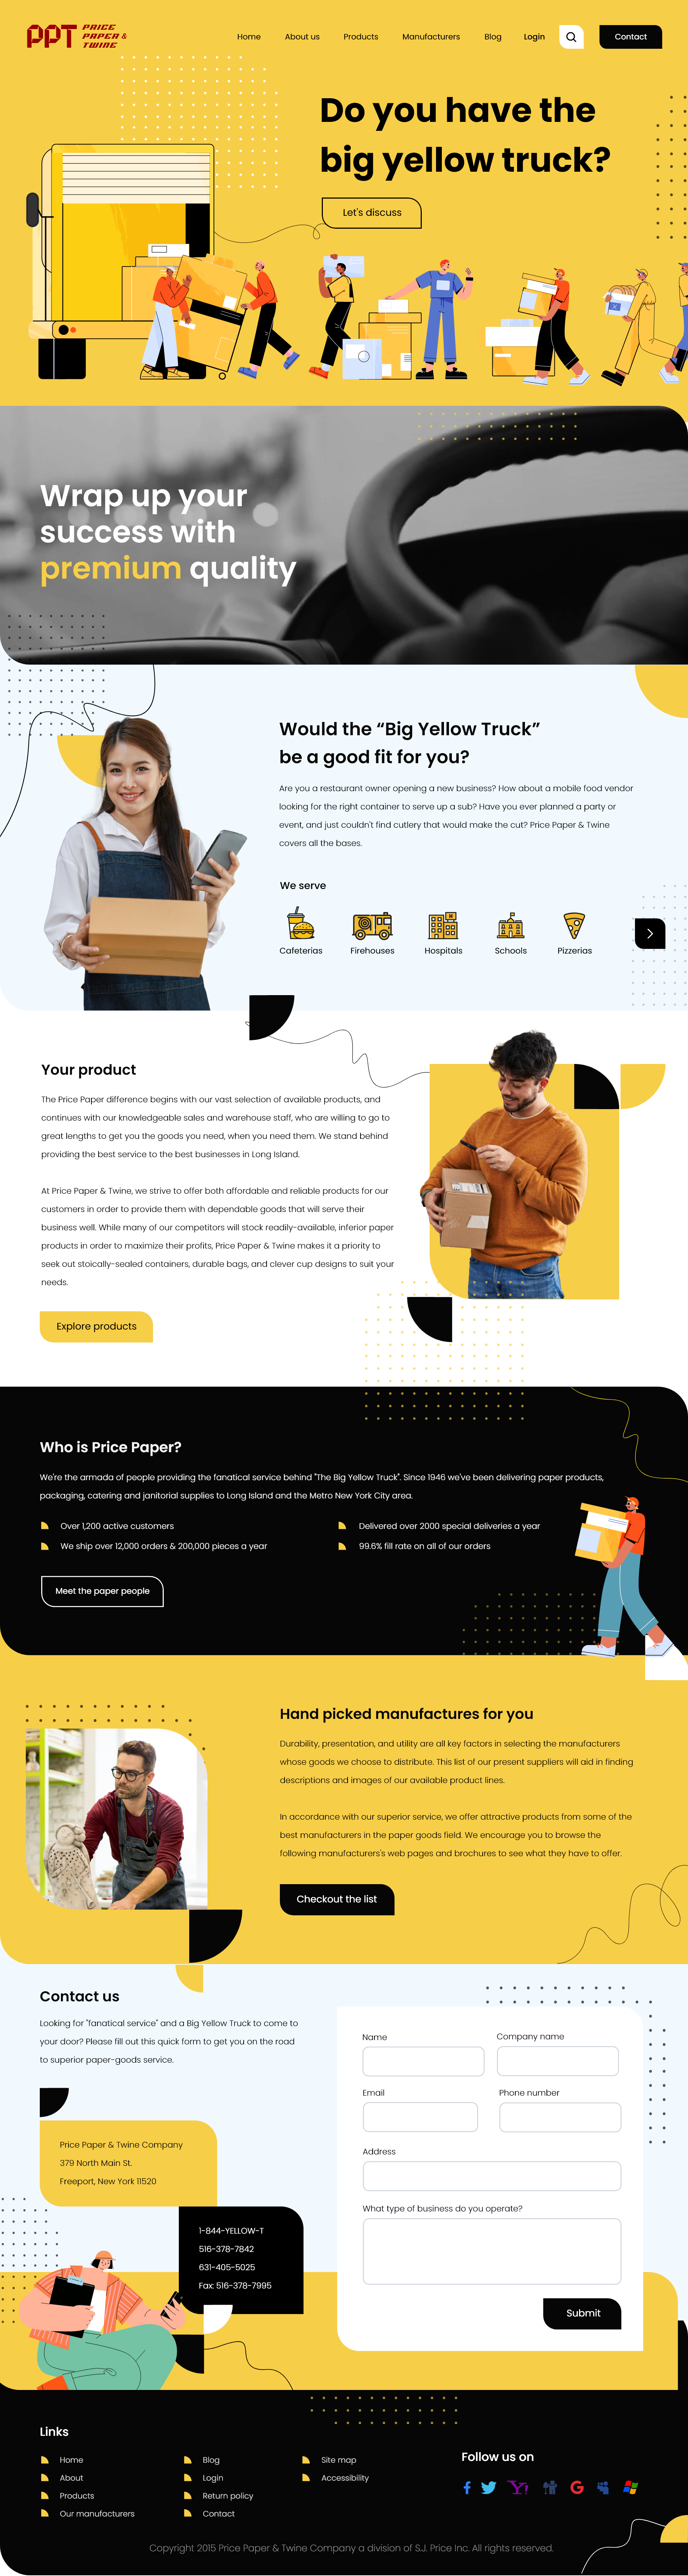 PPT PRICE
PAPER &
TWINE
Home About us Products Manufacturers Blog Login Contact
Do you have the
big yellow truck?
Let's discuss
Wrap up your
success with
premium quality
Would the “Big Yellow Truck”
be a good fit for you?
Are you a restaurant owner opening a new business? How about a mobile food vendor
looking for the right container to serve up a sub? Have you ever planned a party or
event, and just couldn't find cutlery that would make the cut? Price Paper & Twine
covers all the bases.
We serve
Cafeterias Firehouses Hospitals Schools Pizzerias
Your product
The Price Paper difference begins with our vast selection of available products, and
continues with our knowledgeable sales and warehouse staff, who are willing to go to
great lengths to get you the goods you need, when you need them. We stand behind
providing the best service to the best businesses in Long Island.
At Price Paper & Twine, we strive to offer both affordable and reliable products for our
customers in order to provide them with dependable goods that will serve their
business well. While many of our competitors will stock readily-available, inferior paper
products in order to maximize their profits, Price Paper & Twine makes it a priority to
seek out stoically-sealed containers, durable bags, and clever cup designs to suit your
needs.
Explore products
Who is Price Paper?
We're the armada of people providing the fanatical service behind "The Big Yellow Truck". Since 1946 we've been delivering paper products,
packaging, catering and janitorial supplies to Long Island and the Metro New York City area.
Over 1,200 active customers
Delivered over 2000 special deliveries a year
We ship over 12,000 orders & 200,000 pieces a year
99.6% fill rate on all of our orders
Meet the paper people
Hand picked manufactures for you
Durability, presentation, and utility are all key factors in selecting the manufacturers
whose goods we choose to distribute. This list of our present suppliers will aid in finding
descriptions and images of our available product lines.
In accordance with our superior service, we offer attractive products from some of the
best manufacturers in the paper goods field. We encourage you to browse the
following manufacturer's web pages and brochures to see what they have to offer.
Checkout the list
Contact us
Looking for "fanatical service" and a Big Yellow Truck to come to
your door? Please fill out this quick form to get you on the road
to superior paper-goods service.
Price Paper & Twine Company
379 North Main St.
Freeport, New York 11520
1-844-YELLOW-T
516-378-7842
631-405-5025
Fax: 516-378-7995
Name
Company name
Email
Phone number
Address
What type of business do you operate?
Submit
Links
Home
About
Products
Our manufacturers
Blog
Login
Return policy
Contact
Site map
Accessibility
Follow us on
Copyright 2015 Price Paper & Twine Company a division of S.J. Price Inc. All rights reserved.